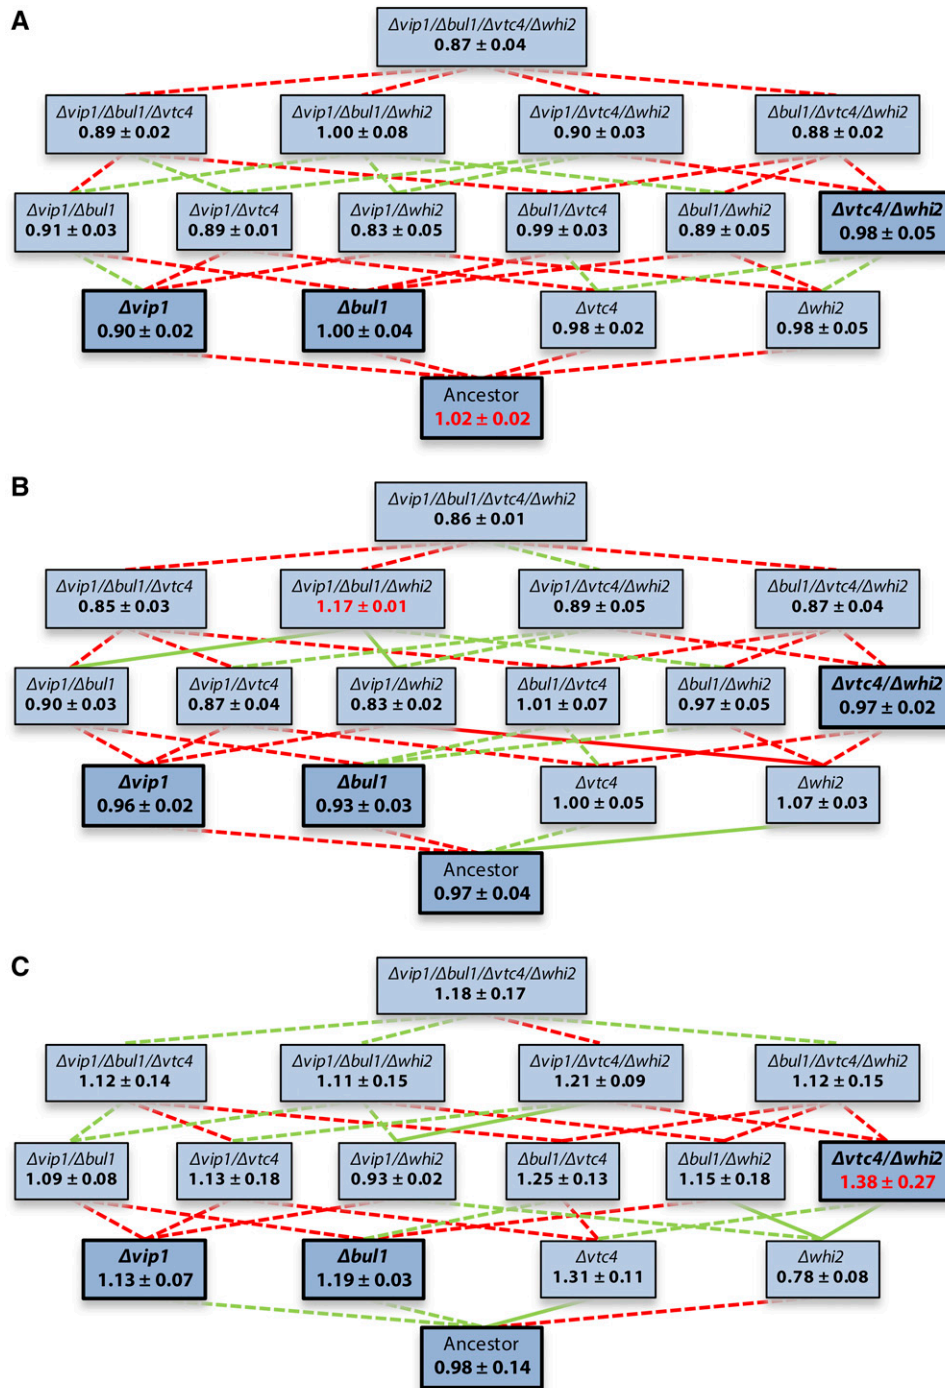 A
Δvip1/Δbul1/Δvtc4/Δwhi2
0.87 ± 0.04
Δvip1/Δbul1/Δvtc4
0.89 ± 0.02
Δvip1/Δbul1/Δwhi2
1.00 ± 0.08
Δvip1/Δvtc4/Δwhi2
0.90 ± 0.03
Δbul1/Δvtc4/Δwhi2
0.88 ± 0.02
Δvip1/Δbul1
0.91 ± 0.03
Δvip1/Δvtc4
0.89 ± 0.01
Δvip1/Δwhi2
0.83 ± 0.05
Δbul1/Δvtc4
0.99 ± 0.03
Δbul1/Δwhi2
0.89 ± 0.05
Δvtc4/Δwhi2
0.98 ± 0.05
Δvip1
0.90 ± 0.02
Δbul1
1.00 ± 0.04
Δvtc4
0.98 ± 0.02
Δwhi2
0.98 ± 0.05
Ancestor
1.02 ± 0.02
B
Δvip1/Δbul1/Δvtc4/Δwhi2
0.86 ± 0.01
Δvip1/Δbul1/Δvtc4
0.85 ± 0.03
Δvip1/Δbul1/Δwhi2
1.17 ± 0.01
Δvip1/Δvtc4/Δwhi2
0.89 ± 0.05
Δbul1/Δvtc4/Δwhi2
0.87 ± 0.04
Δvip1/Δbul1
0.90 ± 0.03
Δvip1/Δvtc4
0.87 ± 0.04
Δvip1/Δwhi2
0.83 ± 0.02
Δbul1/Δvtc4
1.01 ± 0.07
Δbul1/Δwhi2
0.97 ± 0.05
Δvtc4/Δwhi2
0.97 ± 0.02
Δvip1
0.96 ± 0.02
Δbul1
0.93 ± 0.03
Δvtc4
1.00 ± 0.05
Δwhi2
1.07 ± 0.03
Ancestor
0.97 ± 0.04
C
Δvip1/Δbul1/Δvtc4/Δwhi2
1.18 ± 0.17
Δvip1/Δbul1/Δvtc4
1.12 ± 0.14
Δvip1/Δbul1/Δwhi2
1.11 ± 0.15
Δvip1/Δvtc4/Δwhi2
1.21 ± 0.09
Δbul1/Δvtc4/Δwhi2
1.12 ± 0.15
Δvip1/Δbul1
1.09 ± 0.08
Δvip1/Δvtc4
1.13 ± 0.18
Δvip1/Δwhi2
0.93 ± 0.02
Δbul1/Δvtc4
1.25 ± 0.13
Δbul1/Δwhi2
1.15 ± 0.18
Δvtc4/Δwhi2
1.38 ± 0.27
Δvip1
1.13 ± 0.07
Δbul1
1.19 ± 0.03
Δvtc4
1.31 ± 0.11
Δwhi2
0.78 ± 0.08
Ancestor
0.98 ± 0.14